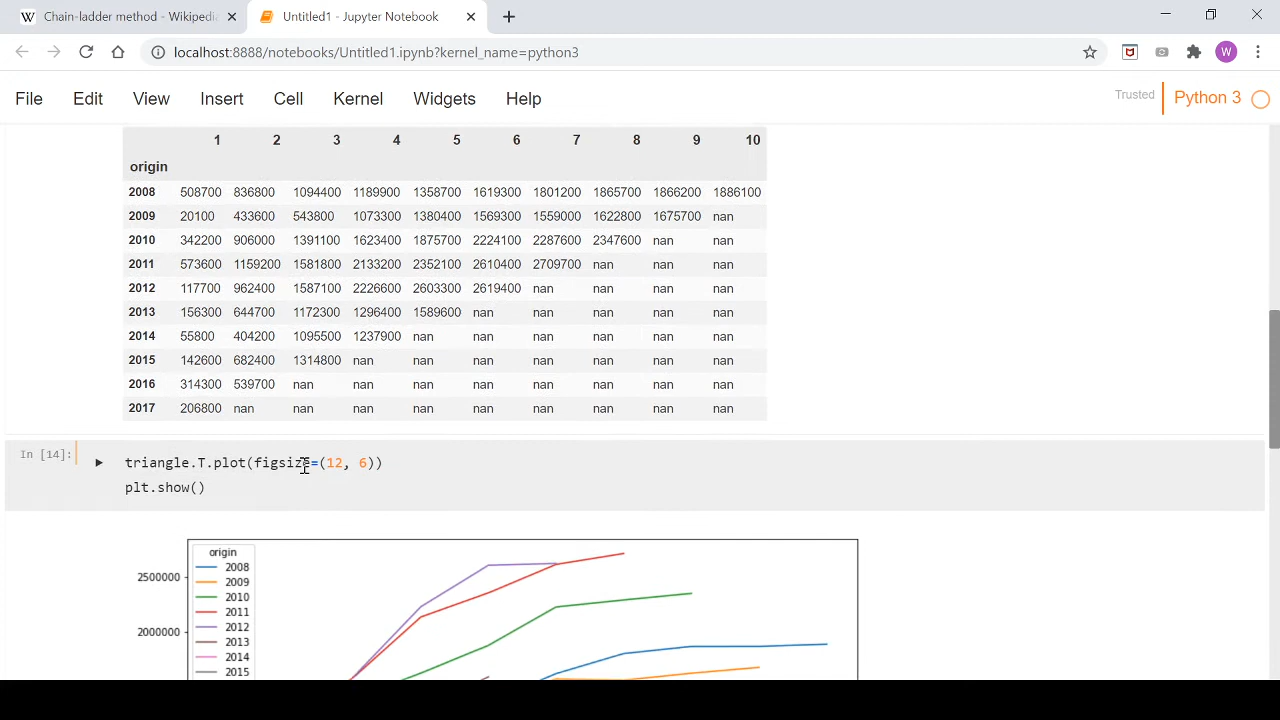 Chain-ladder method - Wikipedi
Untitled1 - Jupyter Notebook
localhost:8888/notebooks/Untitled1.ipynb?kernel_name=python3
W
File Edit View Insert Cell Kernel Widgets Help
Trusted
Python 3
1 2 3 4 5 6 7 8 9 10
origin
2008 508700 836800 1094400 1189900 1358700 1619300 1801200 1865700 1866200 1886100
2009 20100 433600 543800 1073300 1380400 1569300 1559000 1622800 1675700 nan
2010 342200 906000 1391100 1623400 1875700 2224100 2287600 2347600 nan nan
2011 573600 1159200 1581800 2133200 2352100 2610400 2709700 nan nan nan
2012 117700 962400 1587100 2226600 2603300 2619400 nan nan nan nan
2013 156300 644700 1172300 1296400 1589600 nan nan nan nan nan
2014 55800 404200 1095500 1237900 nan nan nan nan nan nan
2015 142600 682400 1314800 nan nan nan nan nan nan nan
2016 314300 539700 nan nan nan nan nan nan nan nan
2017 206800 nan nan nan nan nan nan nan nan nan
In [14]:
triangle.T.plot(figsize=(12, 6))
plt.show()
origin
2008
2009
2010
2011
2012
2013
2014
2015
2500000
2000000